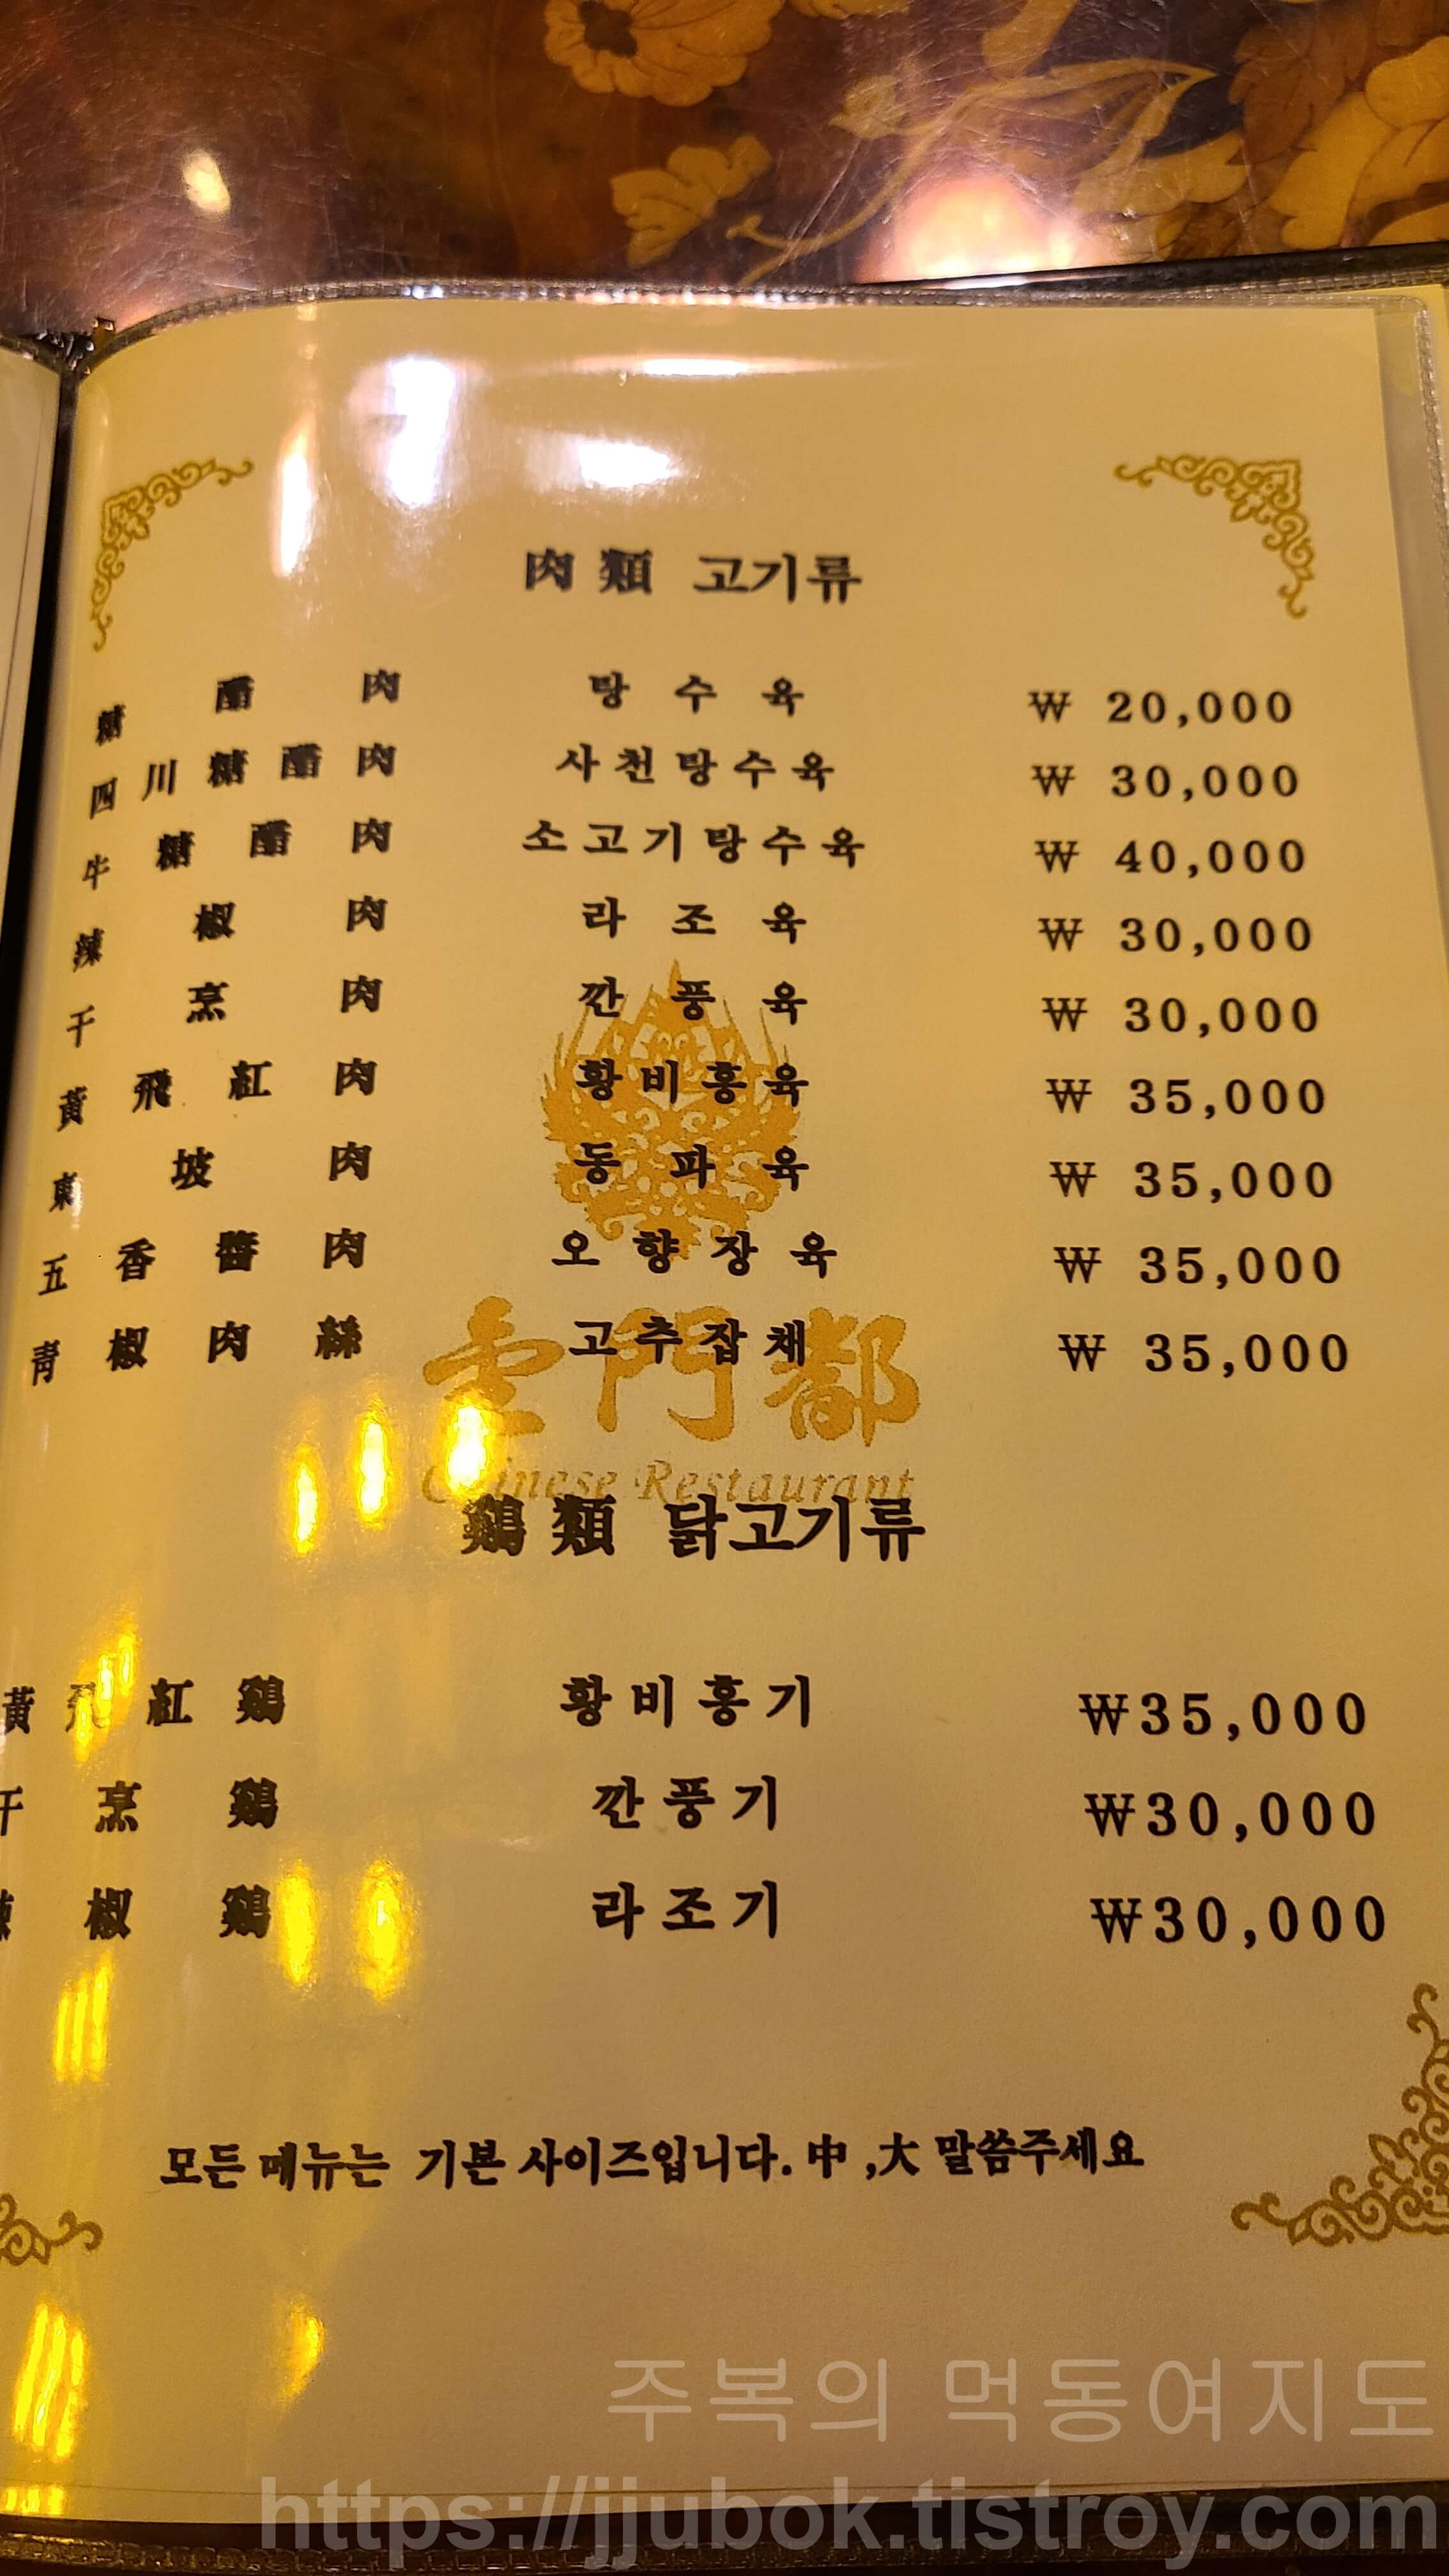 肉類 고기류
糖醋肉 탕수육 ₩ 20,000
四川糖醋肉 사천탕수육 ₩ 30,000
牛糖醋肉 소고기탕수육 ₩ 40,000
辣椒肉 라조육 ₩ 30,000
干烹肉 깐풍육 ₩ 30,000
黃飛紅肉 황비홍육 ₩ 35,000
東坡肉 동파육 ₩ 35,000
五香醬肉 오향장육 ₩ 35,000
靑椒肉絲 고추잡채 ₩ 35,000
門都
Chinese Restaurant
鷄類 닭고기류
黃飛紅鷄 황비홍기 ₩35,000
干烹鷄 깐풍기 ₩30,000
辣椒鷄 라조기 ₩30,000
모든 메뉴는 기본 사이즈입니다. 中 ,大 말씀주세요
주복의 먹동여지도
https://jjubok.tistroy.com